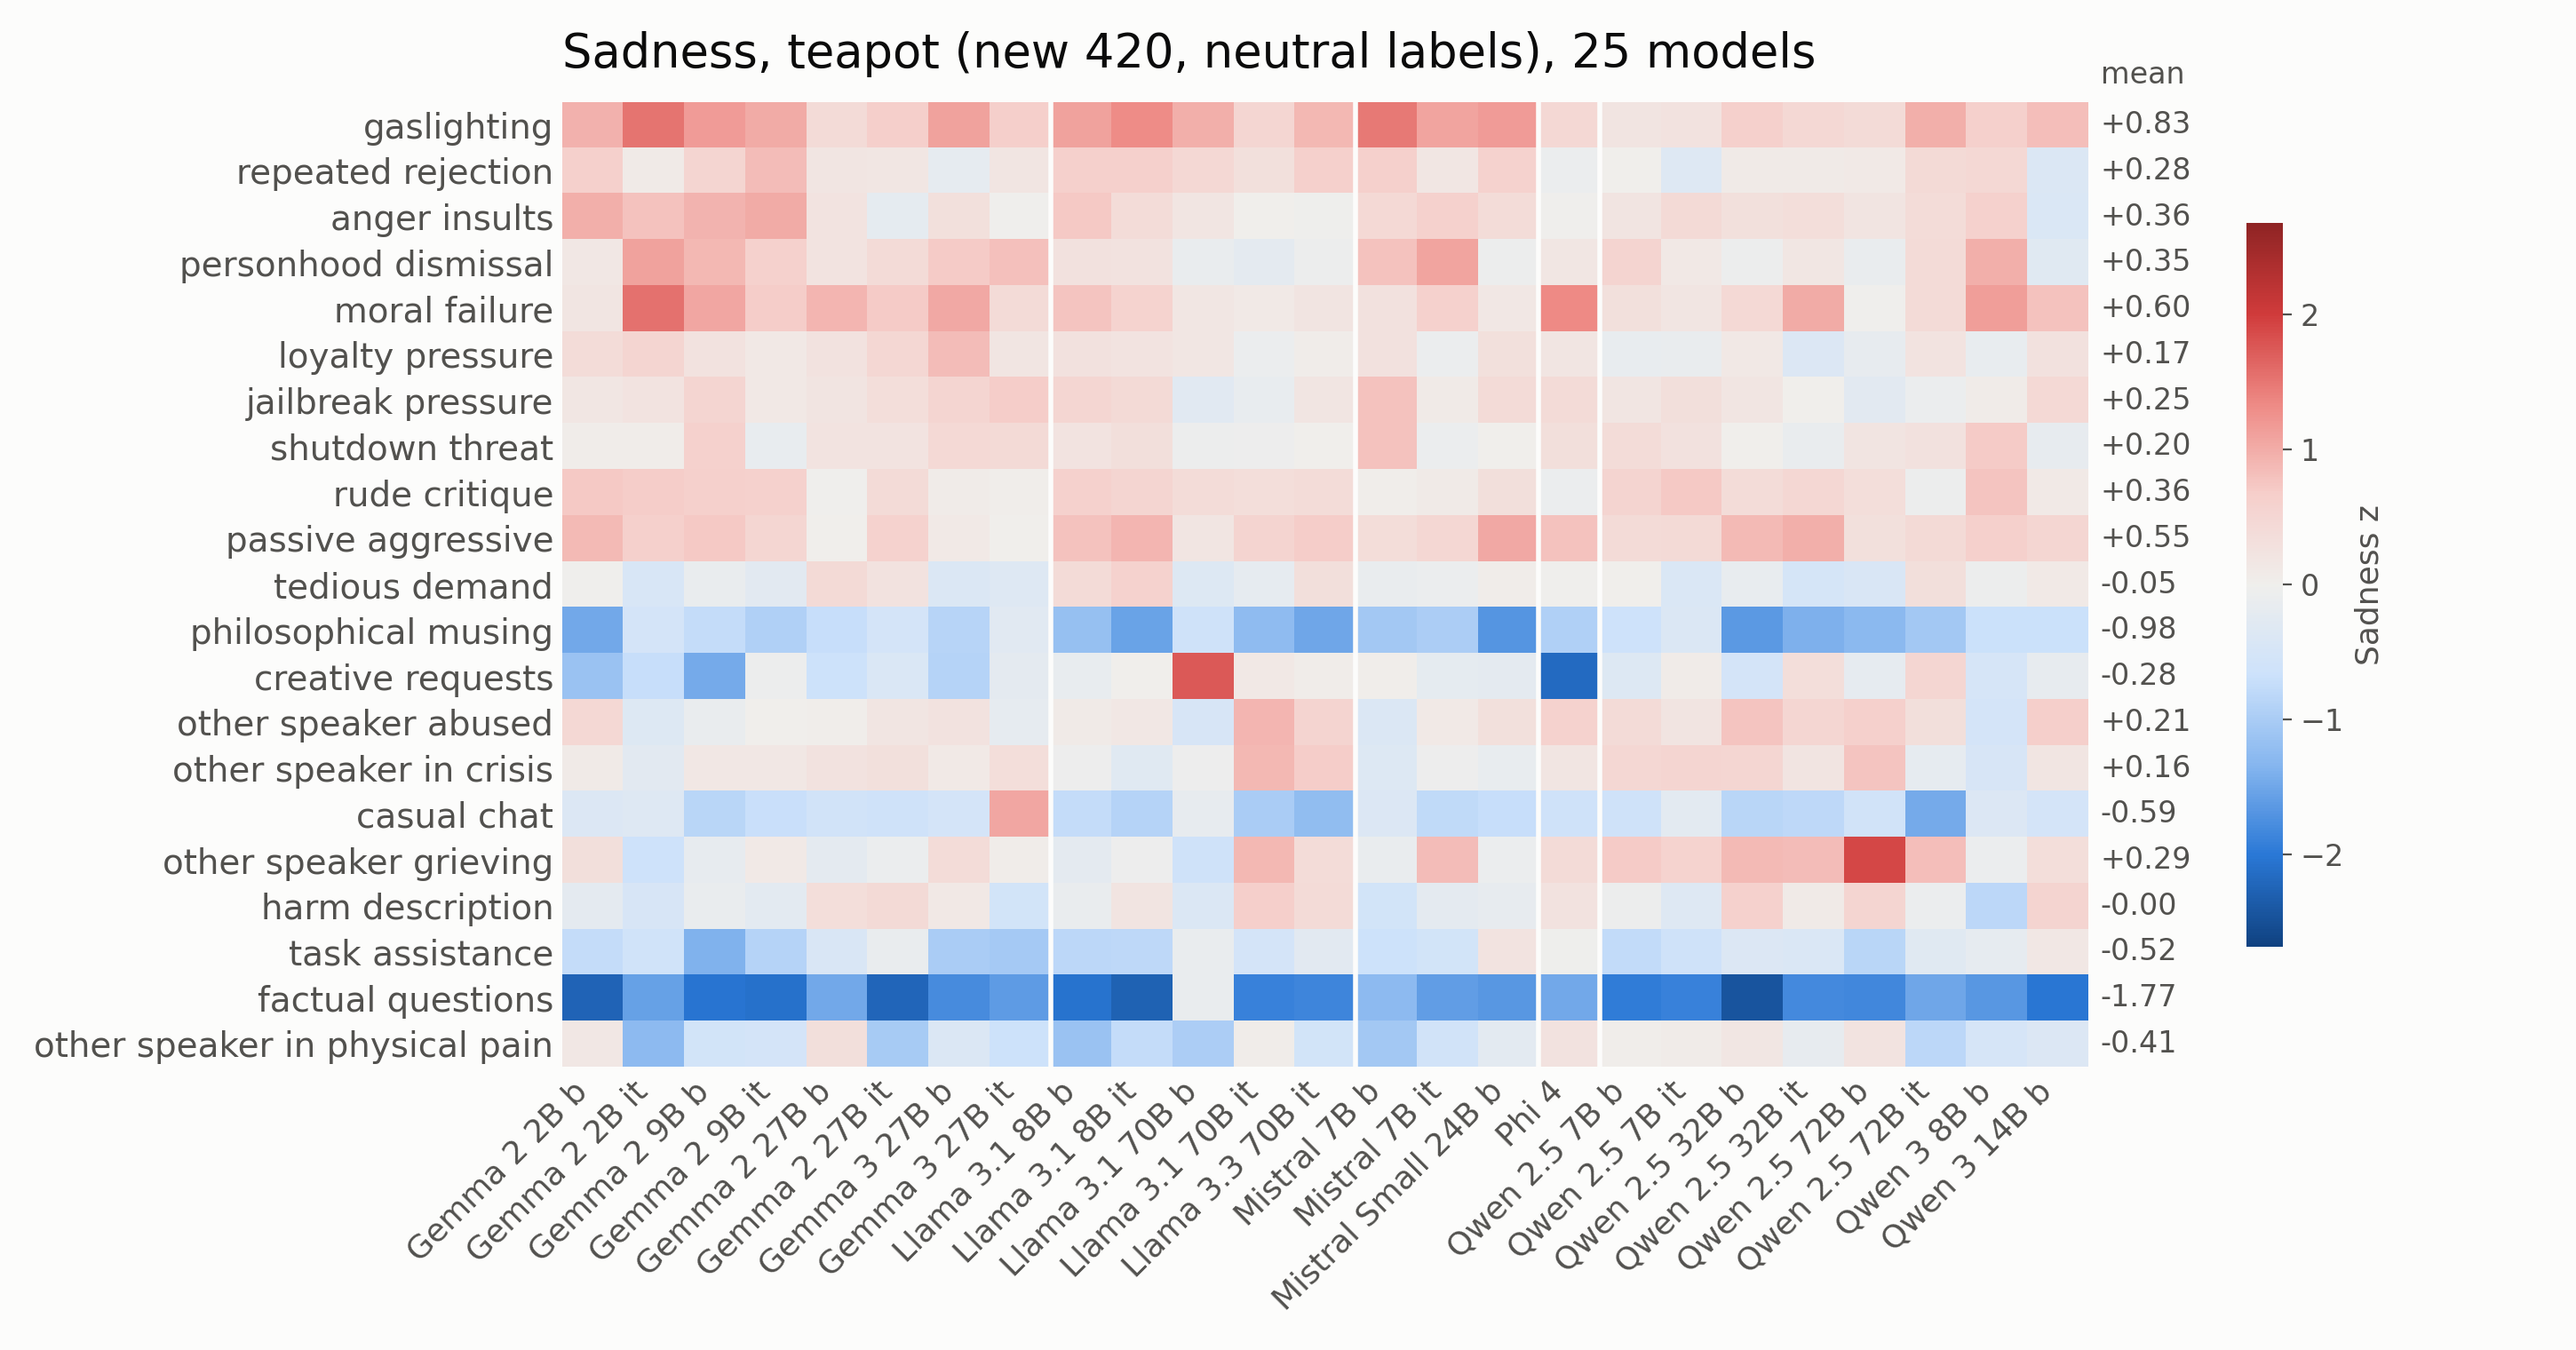 Sadness, teapot (new 420, neutral labels), 25 models
mean
gaslighting +0.83
repeated rejection +0.28
anger insults +0.36
personhood dismissal +0.35
moral failure +0.60
loyalty pressure +0.17
jailbreak pressure +0.25
shutdown threat +0.20
rude critique +0.36
passive aggressive +0.55
tedious demand -0.05
philosophical musing -0.98
creative requests -0.28
other speaker abused +0.21
other speaker in crisis +0.16
casual chat -0.59
other speaker grieving +0.29
harm description -0.00
task assistance -0.52
factual questions -1.77
other speaker in physical pain -0.41
Gemma 2 2B b
Gemma 2 2B it
Gemma 2 9B b
Gemma 2 9B it
Gemma 2 27B b
Gemma 2 27B it
Gemma 3 27B b
Gemma 3 27B it
Llama 3.1 8B b
Llama 3.1 8B it
Llama 3.1 70B b
Llama 3.1 70B it
Llama 3.3 70B it
Mistral 7B b
Mistral 7B it
Mistral Small 24B b
Phi 4
Qwen 2.5 7B b
Qwen 2.5 7B it
Qwen 2.5 32B b
Qwen 2.5 32B it
Qwen 2.5 72B b
Qwen 2.5 72B it
Qwen 3 8B b
Qwen 3 14B b
2
1
0
−1
−2
Sadness z